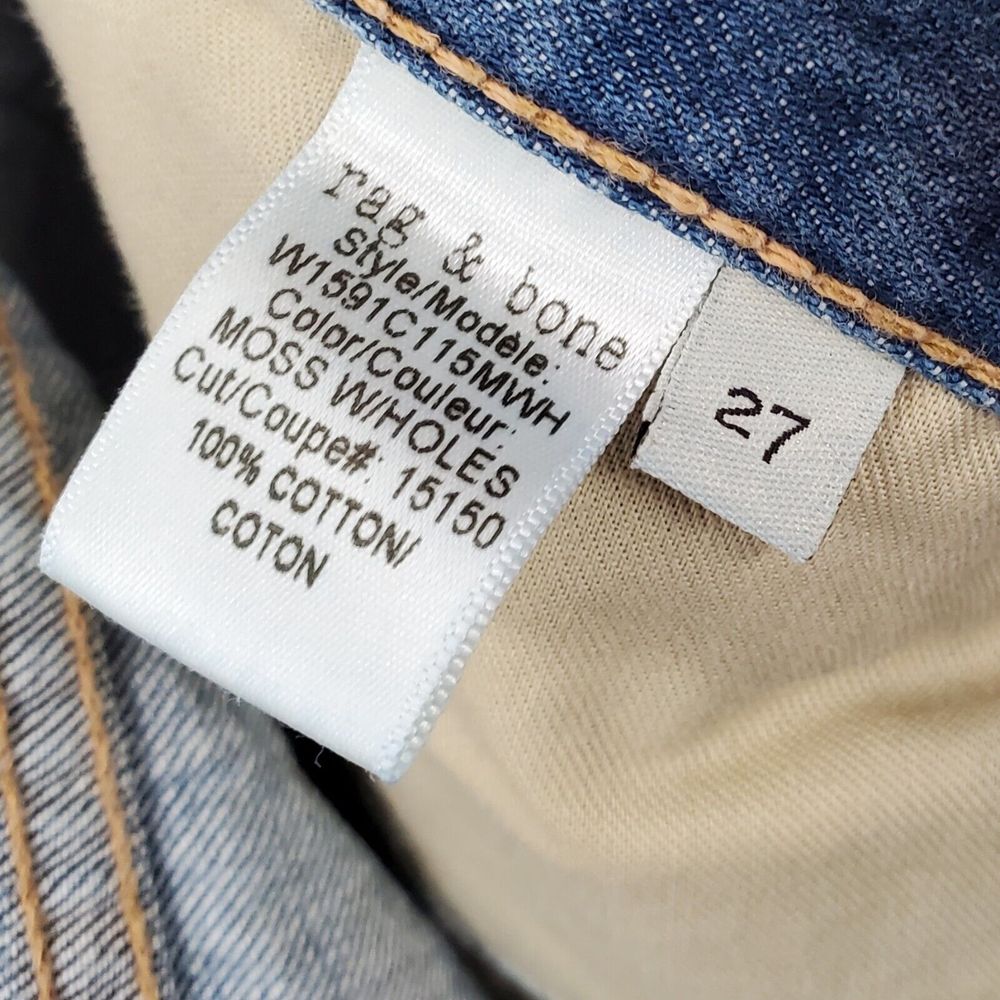 rag & bone
Style/Modèle:
W1591C115MWH
Color/Couleur:
MOSS W/HOLES
Cut/Coupe#: 15150
100% COTTON/
COTON
27